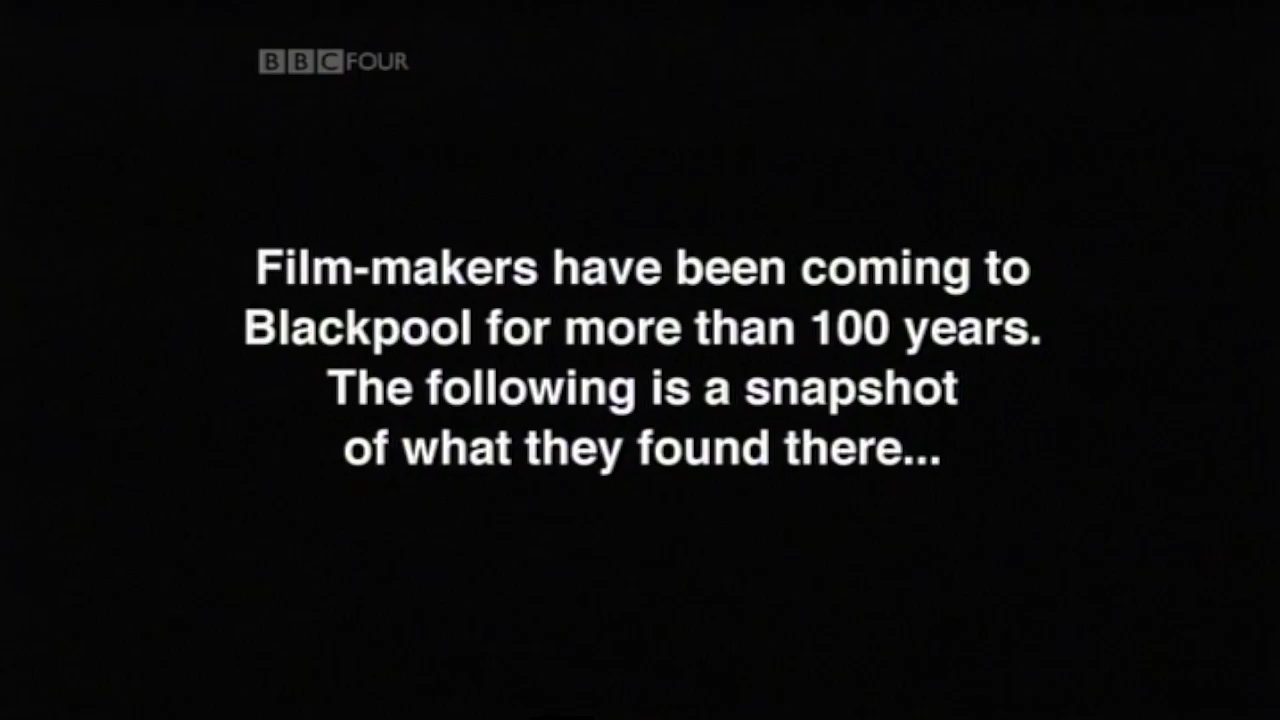 BBC FOUR
Film-makers have been coming to
Blackpool for more than 100 years.
The following is a snapshot
of what they found there...